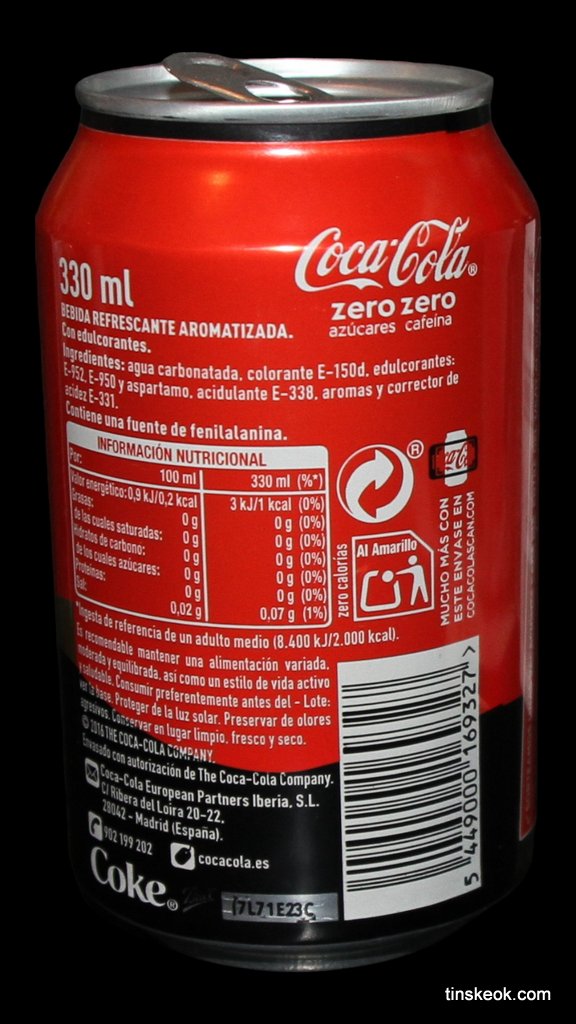 Coca-Cola®
zero zero
azúcares cafeína
330 ml
BEBIDA REFRESCANTE AROMATIZADA.
Con edulcorantes.
Ingredientes: agua carbonatada, colorante E-150d, edulcorantes:
E-952, E-950 y aspartamo, acidulante E-338, aromas y corrector de
acidez E-331.
Contiene una fuente de fenilalanina.
INFORMACIÓN NUTRICIONAL
Por: 100 ml 330 ml (%*)
Valor energético: 0,9 kJ/0,2 kcal 3 kJ/1 kcal (0%)
Grasas: 0 g 0 g (0%)
de las cuales saturadas: 0 g 0 g (0%)
Hidratos de carbono: 0 g 0 g (0%)
de los cuales azúcares: 0 g 0 g (0%)
Proteínas: 0 g 0 g (0%)
Sal: 0,02 g 0,07 g (1%)
zero calorías
®
Al Amarillo
MUCHO MÁS CON
ESTE ENVASE EN
COCACOLASCAN.COM
*Ingesta de referencia de un adulto medio (8.400 kJ/2.000 kcal).
Es recomendable mantener una alimentación variada,
moderada y equilibrada, así como un estilo de vida activo
y saludable. Consumir preferentemente antes del - Lote:
ver la base. Proteger de la luz solar. Preservar de olores
agresivos. Conservar en lugar limpio, fresco y seco.
© 2016 THE COCA-COLA COMPANY.
Envasado con autorización de The Coca-Cola Company.
Coca-Cola European Partners Iberia, S.L.
C/ Ribera del Loira 20-22.
28042 - Madrid (España).
902 199 202
cocacola.es
Coke®
17L71E23C
5 449000 169327 >
tinskeok.com